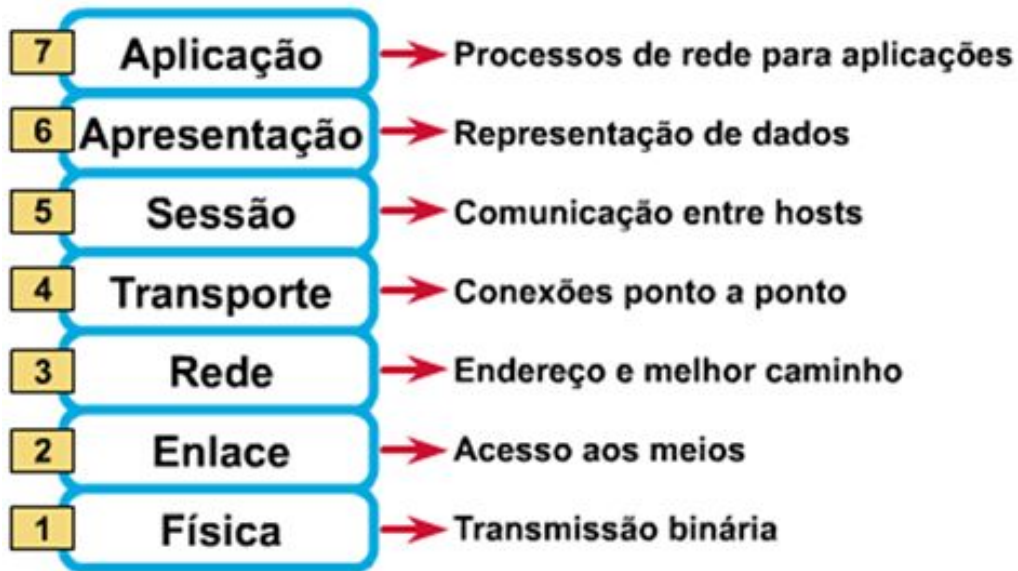 7 Aplicação Processos de rede para aplicações
6 Apresentação Representação de dados
5 Sessão Comunicação entre hosts
4 Transporte Conexões ponto a ponto
3 Rede Endereço e melhor caminho
2 Enlace Acesso aos meios
1 Física Transmissão binária